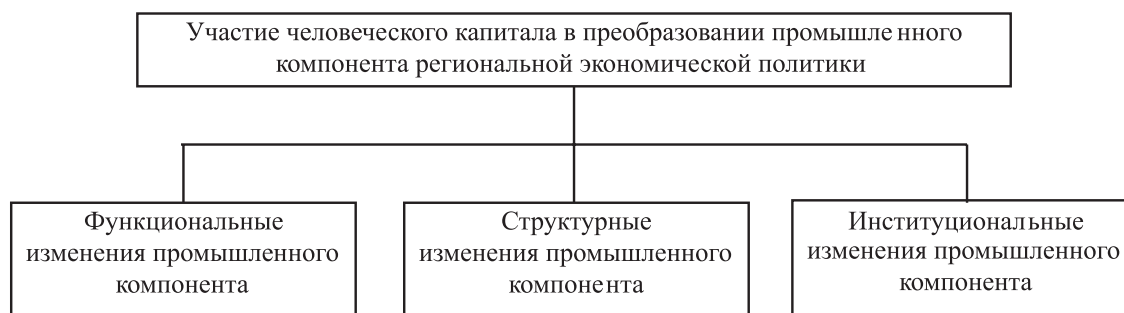 Участие человеческого капитала в преобразовании промышленного
компонента региональной экономической политики
Функциональные
изменения промышленного
компонента
Структурные
изменения промышленного
компонента
Институциональные
изменения промышленного
компонента